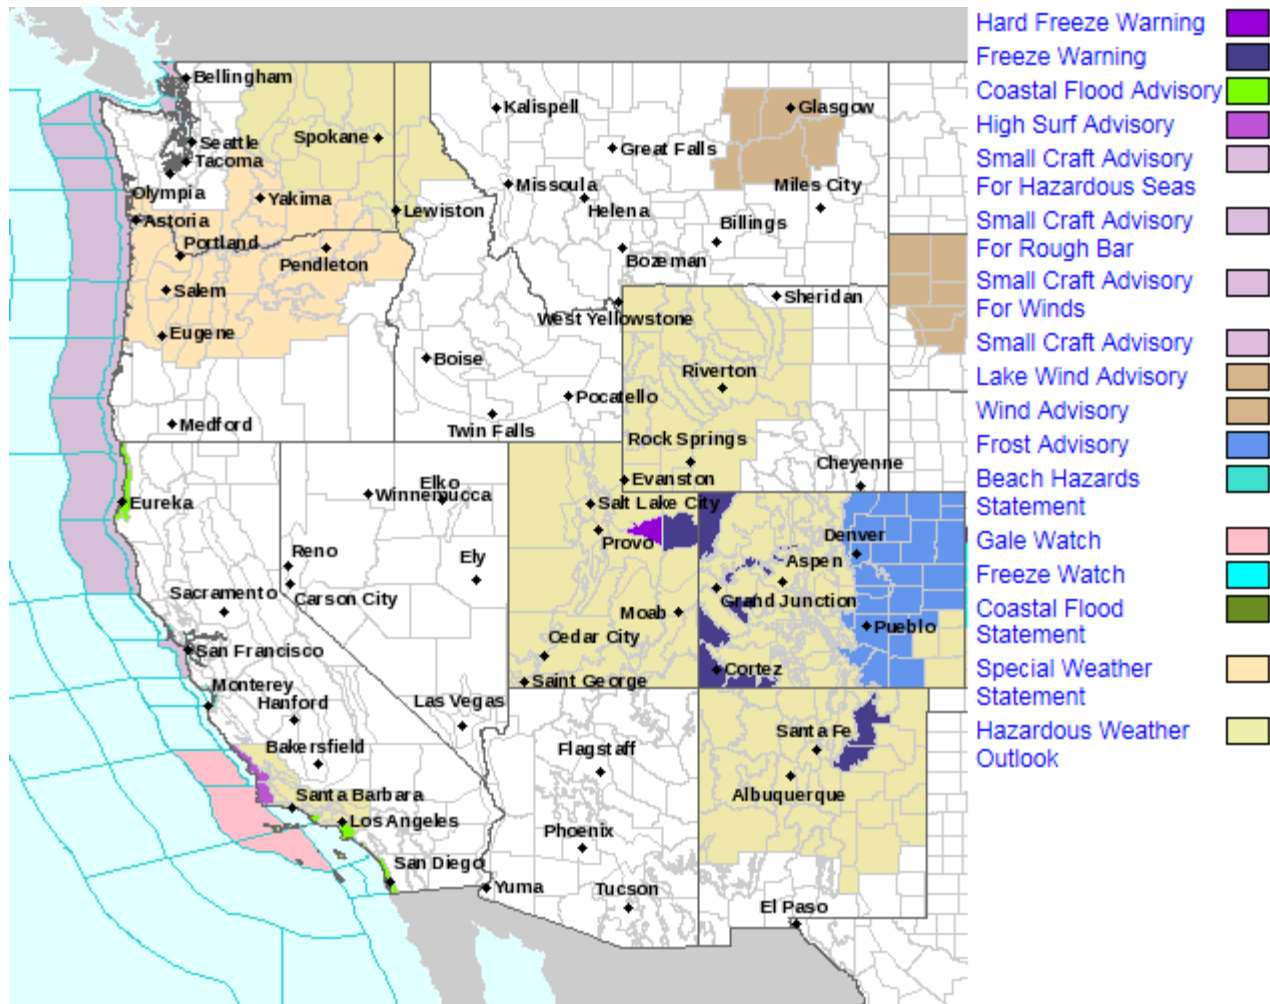 Bellingham
Seattle
Tacoma
Olympia
Spokane
Yakima
Astoria
Lewiston
Portland
Pendleton
Salem
Eugene
Medford
Kalispell
Great Falls
Glasgow
Missoula
Helena
Miles City
Billings
Bozeman
West Yellowstone
Sheridan
Boise
Pocatello
Twin Falls
Riverton
Rock Springs
Evanston
Cheyenne
Eureka
Elko
Winnemucca
Salt Lake City
Provo
Reno
Carson City
Ely
Sacramento
Denver
Aspen
Grand Junction
Moab
Pueblo
Cedar City
San Francisco
Cortez
Saint George
Monterey
Hanford
Las Vegas
Bakersfield
Flagstaff
Santa Fe
Albuquerque
Santa Barbara
Los Angeles
Phoenix
San Diego
Yuma
Tucson
El Paso
Hard Freeze Warning
Freeze Warning
Coastal Flood Advisory
High Surf Advisory
Small Craft Advisory
For Hazardous Seas
Small Craft Advisory
For Rough Bar
Small Craft Advisory
For Winds
Small Craft Advisory
Lake Wind Advisory
Wind Advisory
Frost Advisory
Beach Hazards
Statement
Gale Watch
Freeze Watch
Coastal Flood
Statement
Special Weather
Statement
Hazardous Weather
Outlook